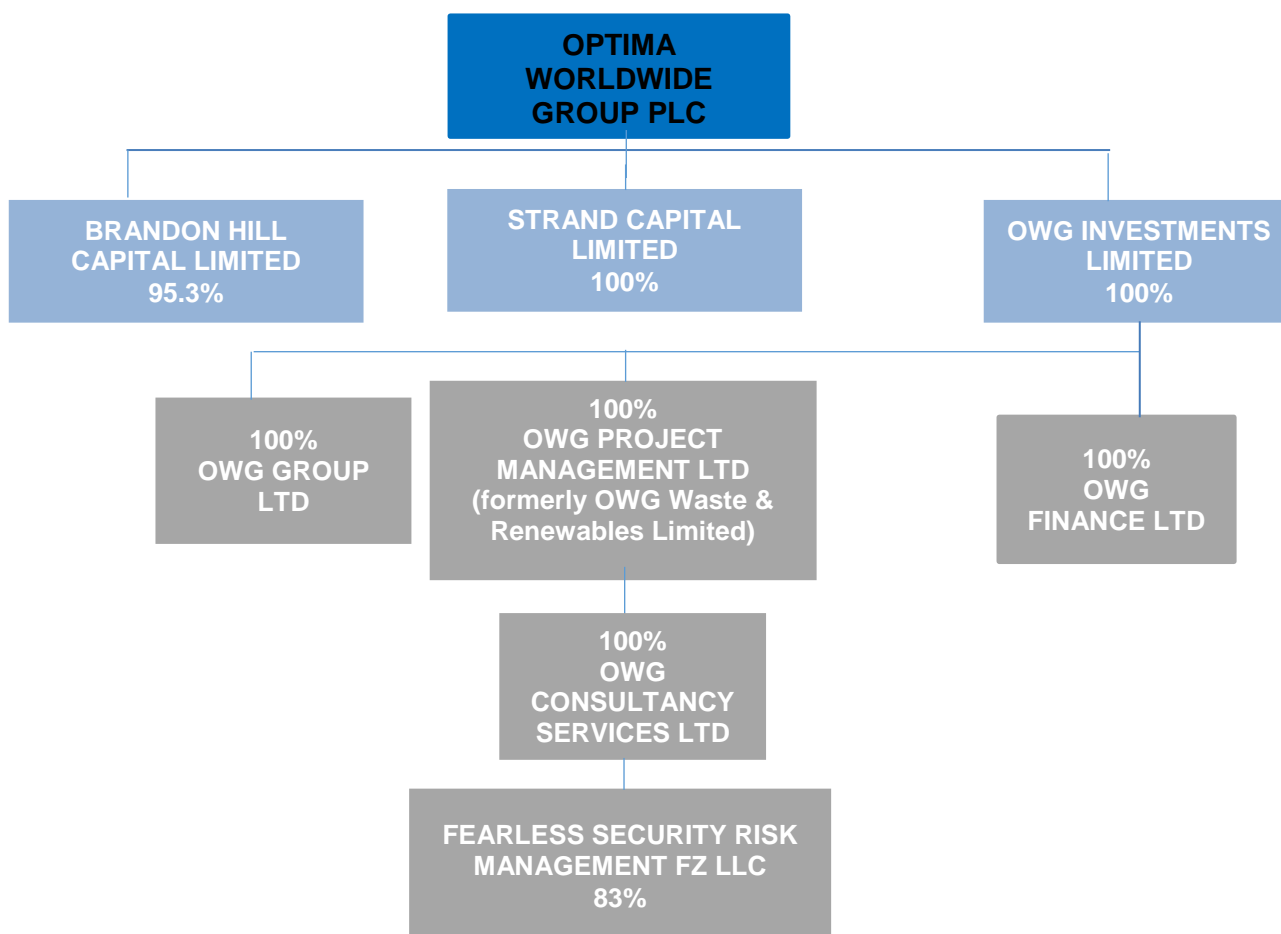 OPTIMA
WORLDWIDE
GROUP PLC
BRANDON HILL
CAPITAL LIMITED
95.3%
STRAND CAPITAL
LIMITED
100%
OWG INVESTMENTS
LIMITED
100%
100%
OWG GROUP
LTD
100%
OWG PROJECT
MANAGEMENT LTD
(formerly OWG Waste &
Renewables Limited)
100%
OWG
FINANCE LTD
100%
OWG
CONSULTANCY
SERVICES LTD
FEARLESS SECURITY RISK
MANAGEMENT FZ LLC
83%